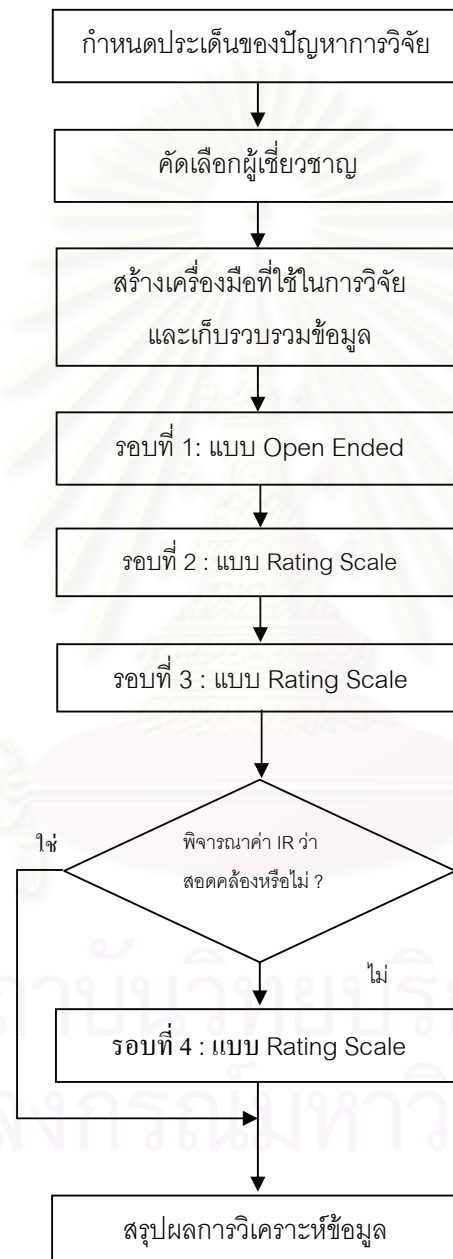 กำหนดประเด็นของปัญหาการวิจัย
คัดเลือกผู้เชี่ยวชาญ
สร้างเครื่องมือที่ใช้ในการวิจัย
และเก็บรวบรวมข้อมูล
รอบที่ 1: แบบ Open Ended
รอบที่ 2 : แบบ Rating Scale
รอบที่ 3 : แบบ Rating Scale
ใช่
พิจารณาค่า IR ว่า
สอดคล้องหรือไม่ ?
ไม่
รอบที่ 4 : แบบ Rating Scale
สรุปผลการวิเคราะห์ข้อมูล